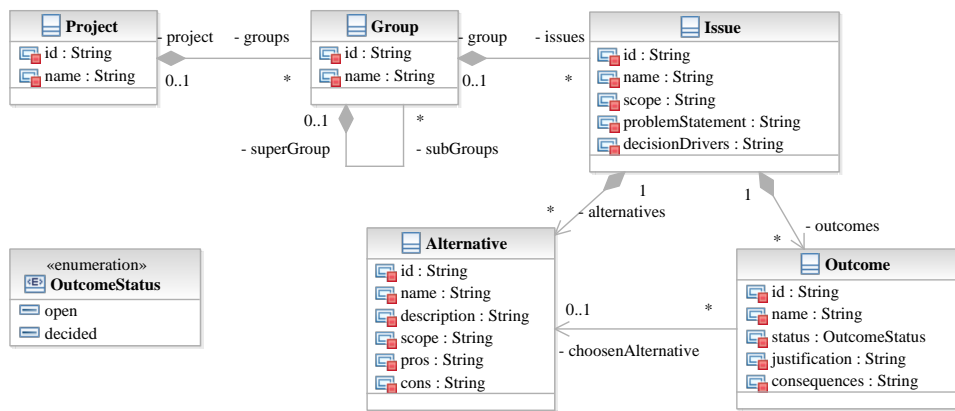 Project
id : String
name : String
- project
- groups
0..1
*
Group
id : String
name : String
- group
- issues
0..1
*
0..1
*
- superGroup
- subGroups
Issue
id : String
name : String
scope : String
problemStatement : String
decisionDrivers : String
1
1
* - alternatives
- outcomes
*
«enumeration»
OutcomeStatus
open
decided
Alternative
id : String
name : String
description : String
scope : String
pros : String
cons : String
0..1
*
- choosenAlternative
Outcome
id : String
name : String
status : OutcomeStatus
justification : String
consequences : String